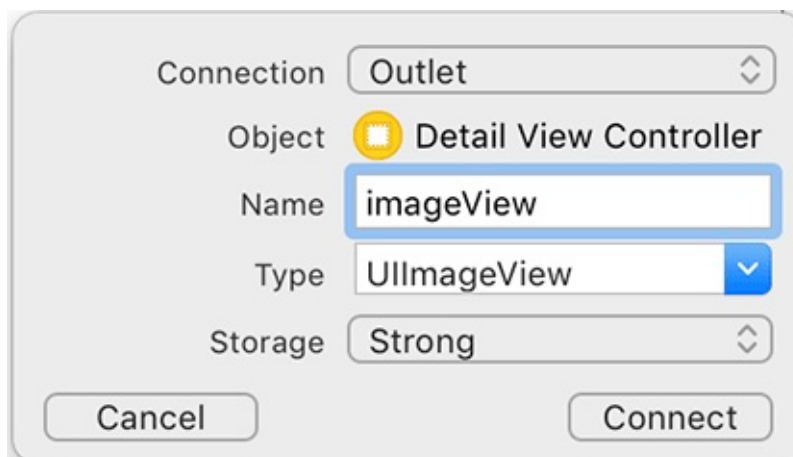 Connection Outlet
Object Detail View Controller
Name imageView
Type UIImageView
Storage Strong
Cancel Connect